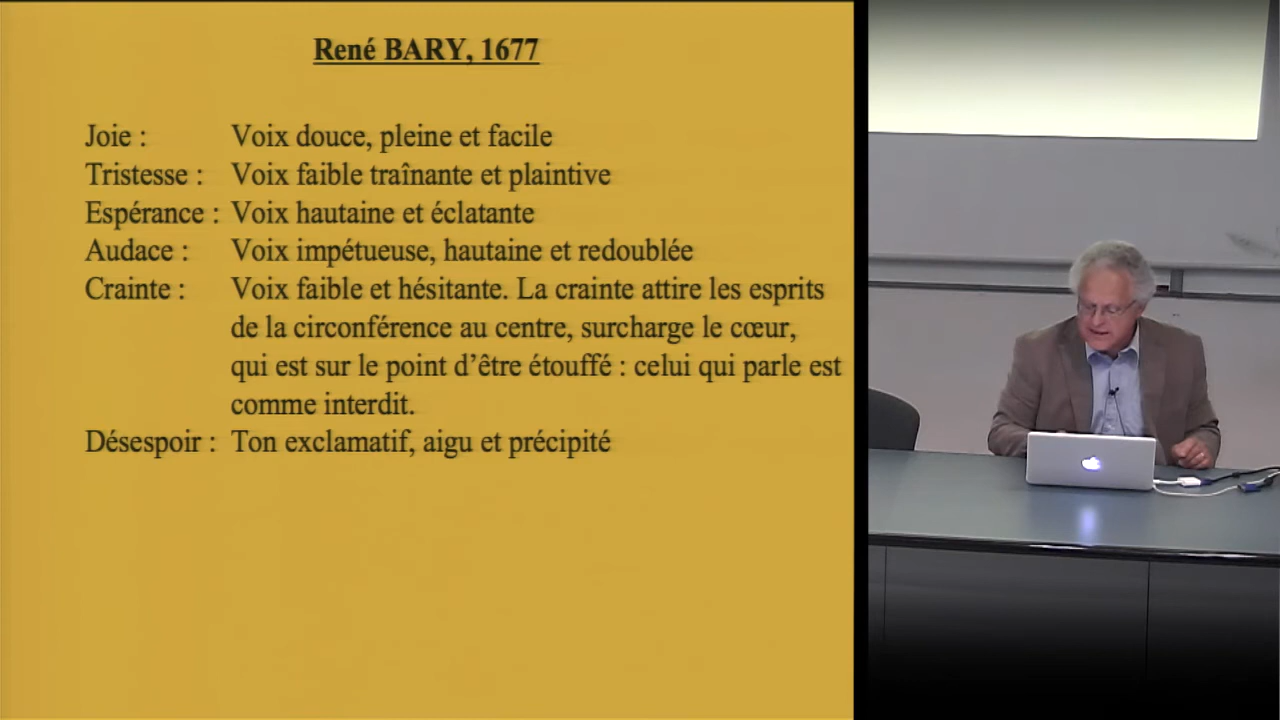 René BARY, 1677
Joie : Voix douce, pleine et facile
Tristesse : Voix faible traînante et plaintive
Espérance : Voix hautaine et éclatante
Audace : Voix impétueuse, hautaine et redoublée
Crainte : Voix faible et hésitante. La crainte attire les esprits
de la circonférence au centre, surcharge le cœur,
qui est sur le point d’être étouffé : celui qui parle est
comme interdit.
Désespoir : Ton exclamatif, aigu et précipité